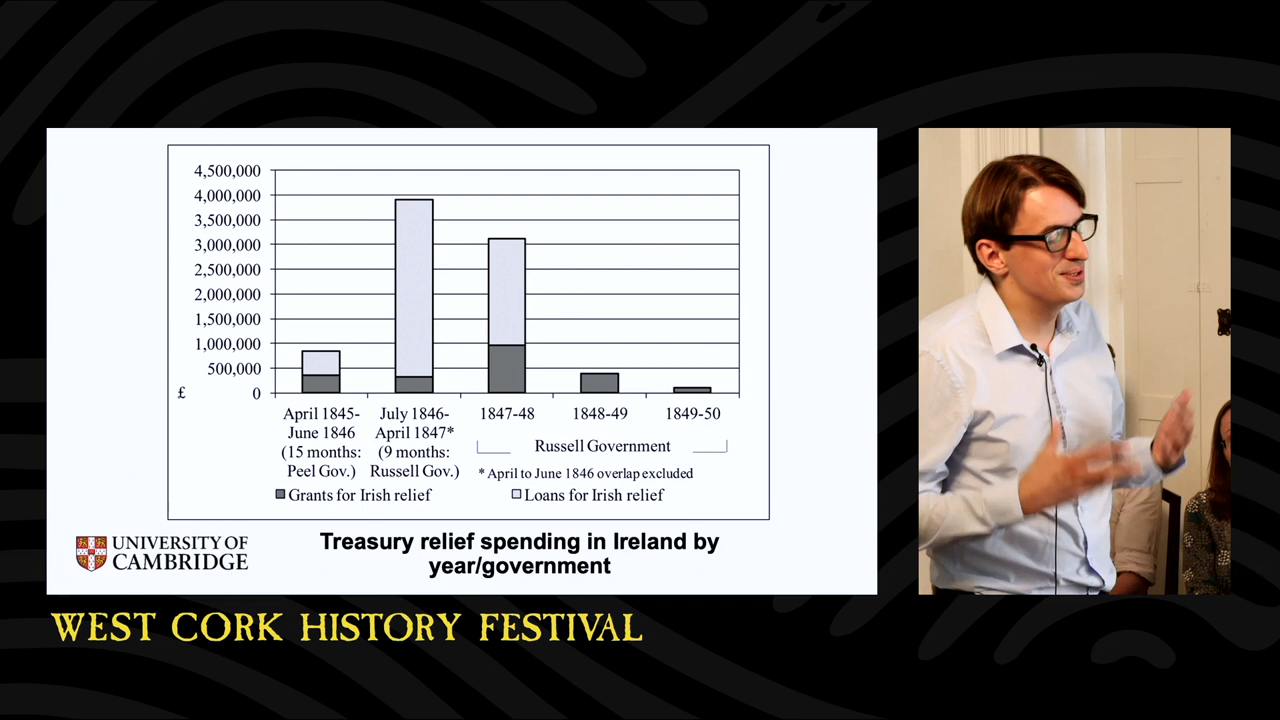 4,500,000
4,000,000
3,500,000
3,000,000
2,500,000
2,000,000
1,500,000
1,000,000
500,000
£ 0
April 1845-
June 1846
(15 months:
Peel Gov.)
July 1846-
April 1847*
(9 months:
Russell Gov.)
1847-48
1848-49
1849-50
Russell Government
* April to June 1846 overlap excluded
Grants for Irish relief
Loans for Irish relief
UNIVERSITY OF
CAMBRIDGE
Treasury relief spending in Ireland by
year/government
WEST CORK HISTORY FESTIVAL